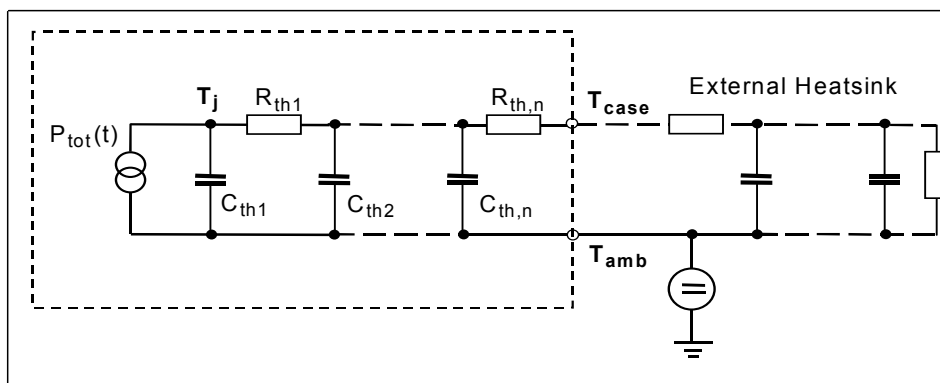 External Heatsink
T_j
R_th1
R_th,n
T_case
P_tot(t)
C_th1
C_th2
C_th,n
T_amb